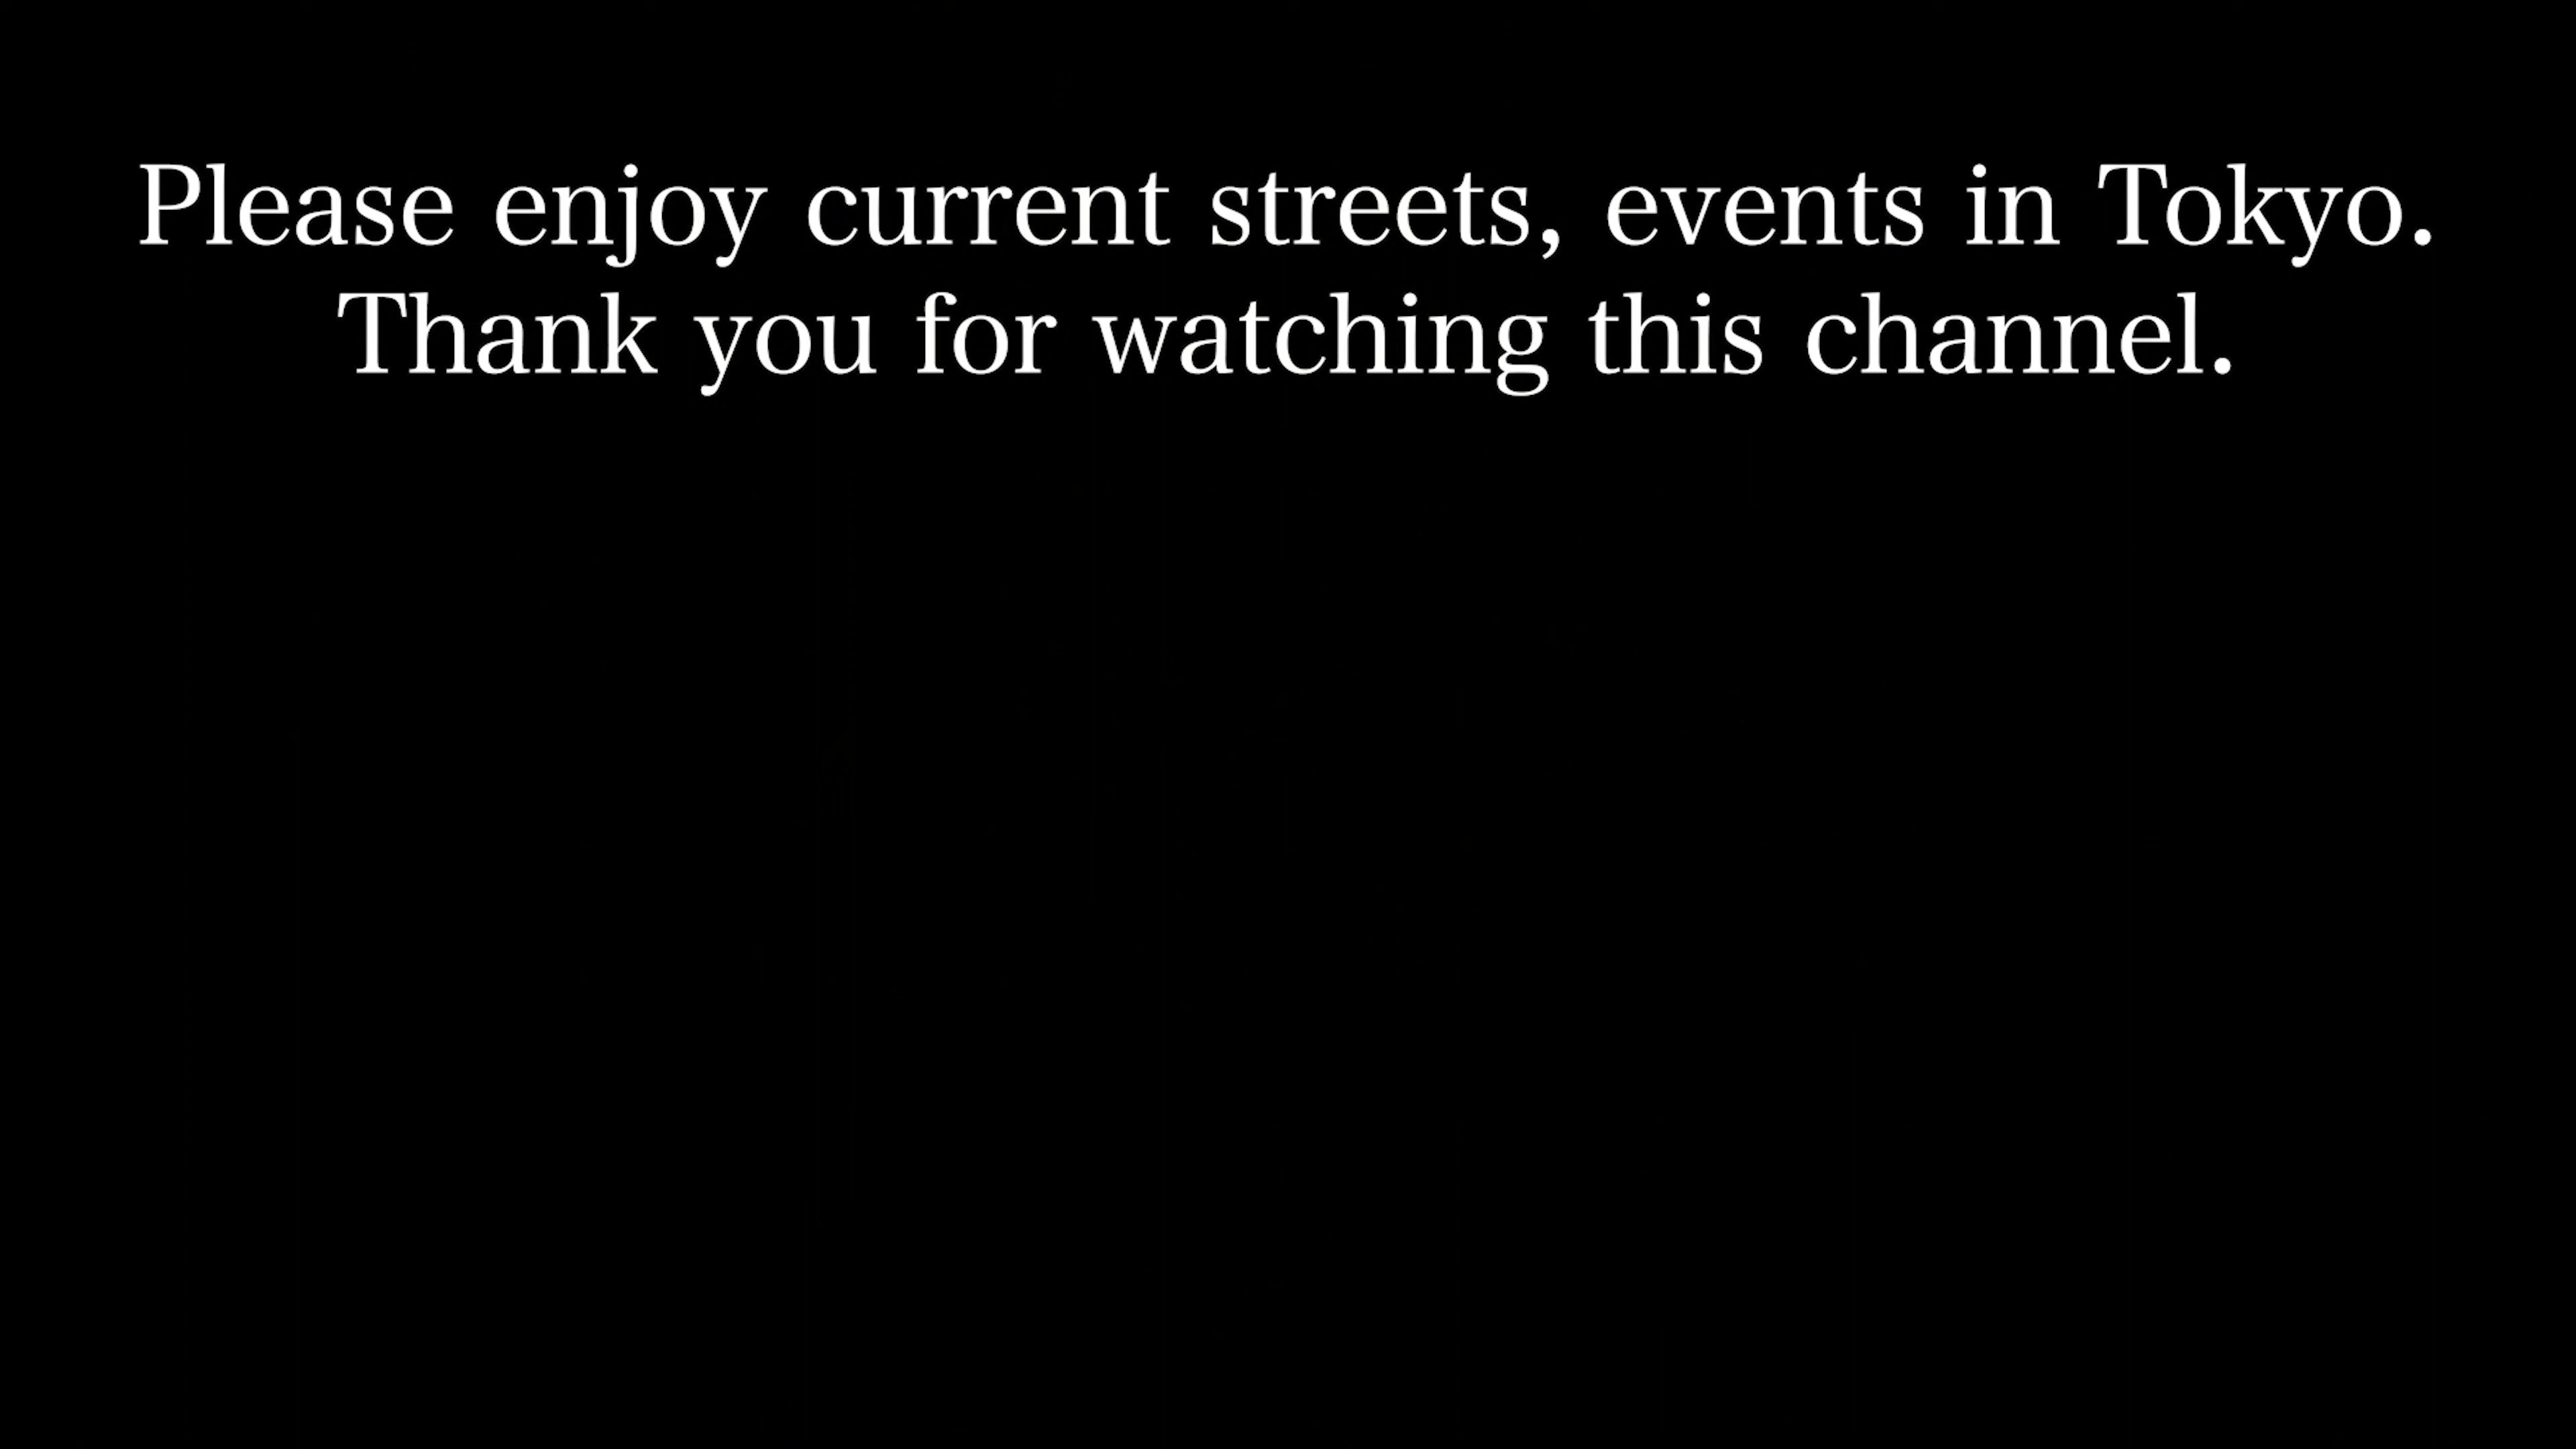 Please enjoy current streets, events in Tokyo.
Thank you for watching this channel.